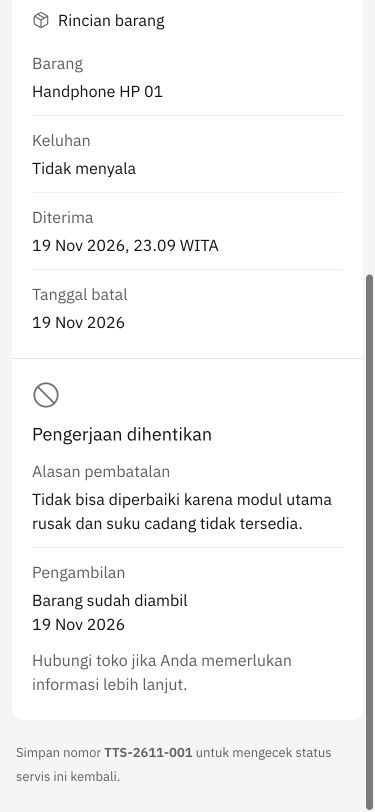 Rincian barang
Barang
Handphone HP 01
Keluhan
Tidak menyala
Diterima
19 Nov 2026, 23.09 WITA
Tanggal batal
19 Nov 2026
Pengerjaan dihentikan
Alasan pembatalan
Tidak bisa diperbaiki karena modul utama
rusak dan suku cadang tidak tersedia.
Pengambilan
Barang sudah diambil
19 Nov 2026
Hubungi toko jika Anda memerlukan
informasi lebih lanjut.
Simpan nomor TTS-2611-001 untuk mengecek status
servis ini kembali.